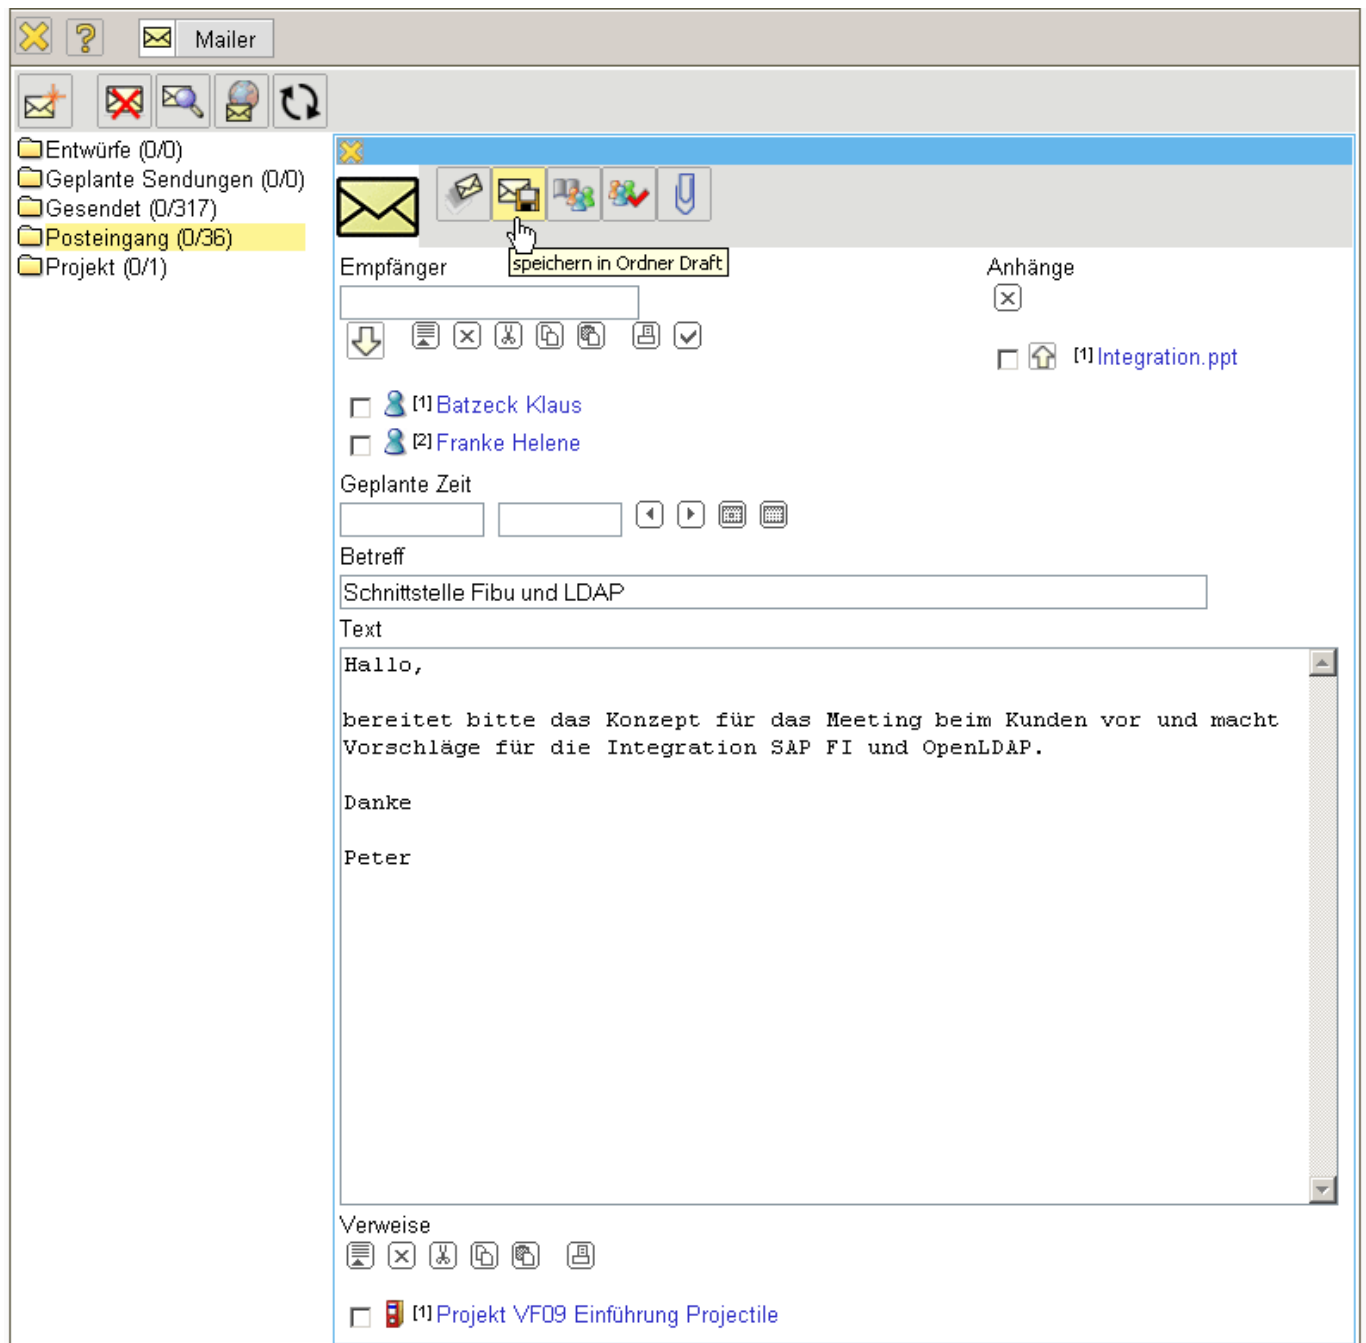 Mailer
Entwürfe (0/0)
Geplante Sendungen (0/0)
Gesendet (0/317)
Posteingang (0/36)
Projekt (0/1)
speichern in Ordner Draft
Empfänger
Anhänge
[1] Integration.ppt
[1] Batzeck Klaus
[2] Franke Helene
Geplante Zeit
Betreff
Schnittstelle Fibu und LDAP
Text
Hallo,
bereitet bitte das Konzept für das Meeting beim Kunden vor und macht
Vorschläge für die Integration SAP FI und OpenLDAP.
Danke
Peter
Verweise
[1] Projekt VF09 Einführung Projectile